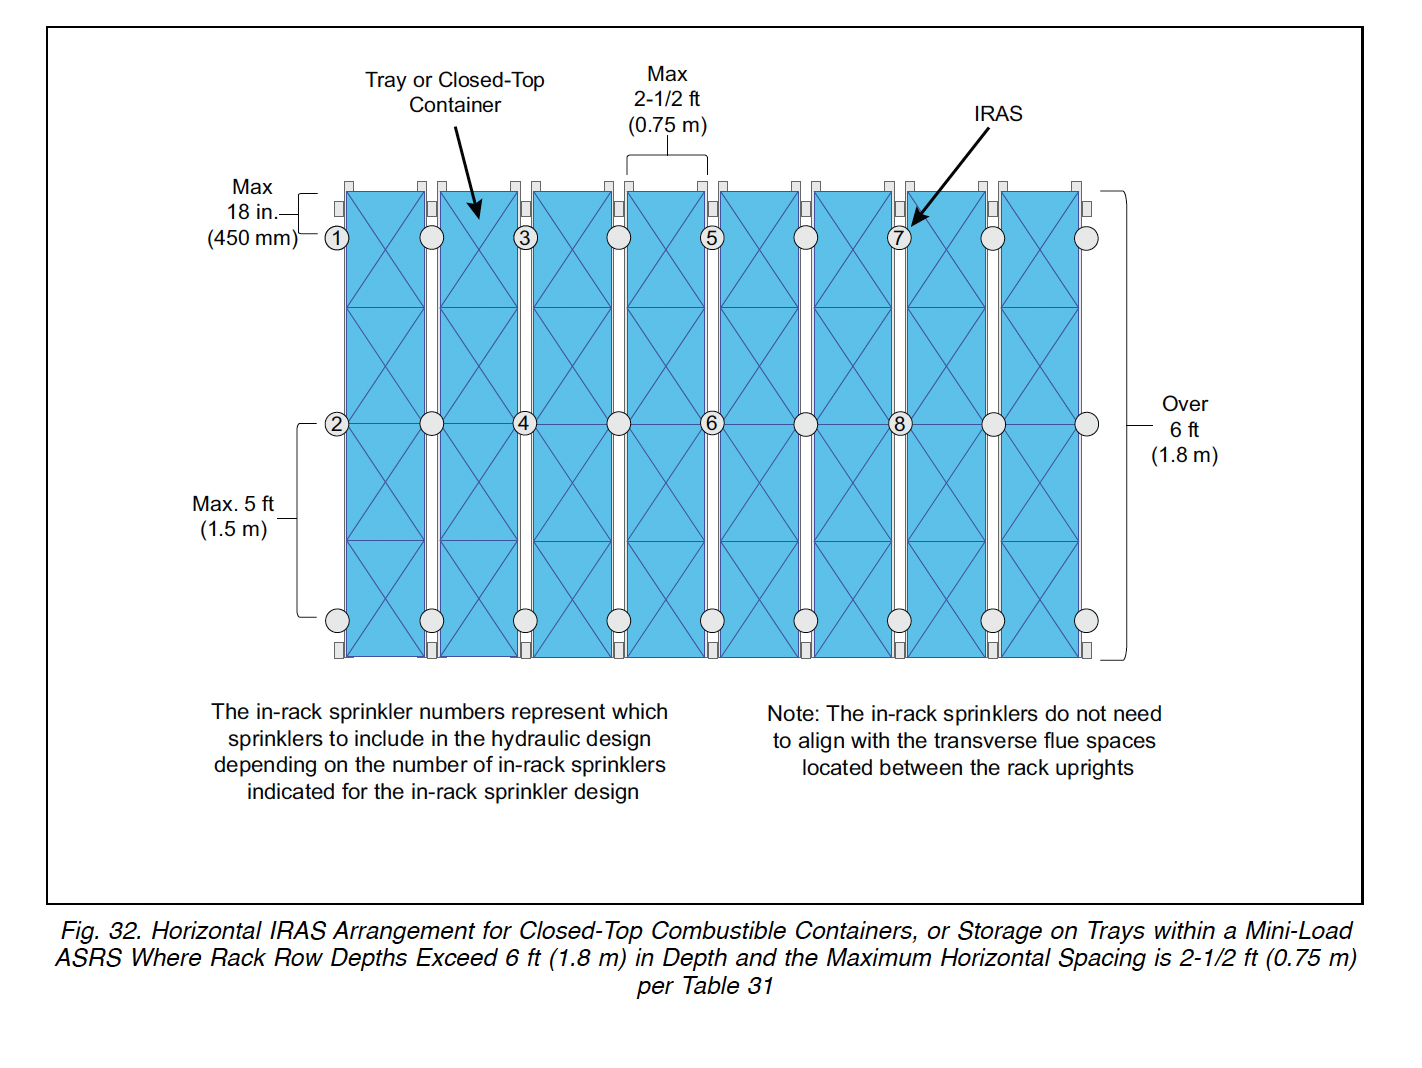 Tray or Closed-Top
Container
Max
2-1/2 ft
(0.75 m)
IRAS
Max
18 in.
(450 mm)
1
3
5
7
2
4
6
8
Over
6 ft
(1.8 m)
Max. 5 ft
(1.5 m)
The in-rack sprinkler numbers represent which
sprinklers to include in the hydraulic design
depending on the number of in-rack sprinklers
indicated for the in-rack sprinkler design
Note: The in-rack sprinklers do not need
to align with the transverse flue spaces
located between the rack uprights
Fig. 32. Horizontal IRAS Arrangement for Closed-Top Combustible Containers, or Storage on Trays within a Mini-Load
ASRS Where Rack Row Depths Exceed 6 ft (1.8 m) in Depth and the Maximum Horizontal Spacing is 2-1/2 ft (0.75 m)
per Table 31